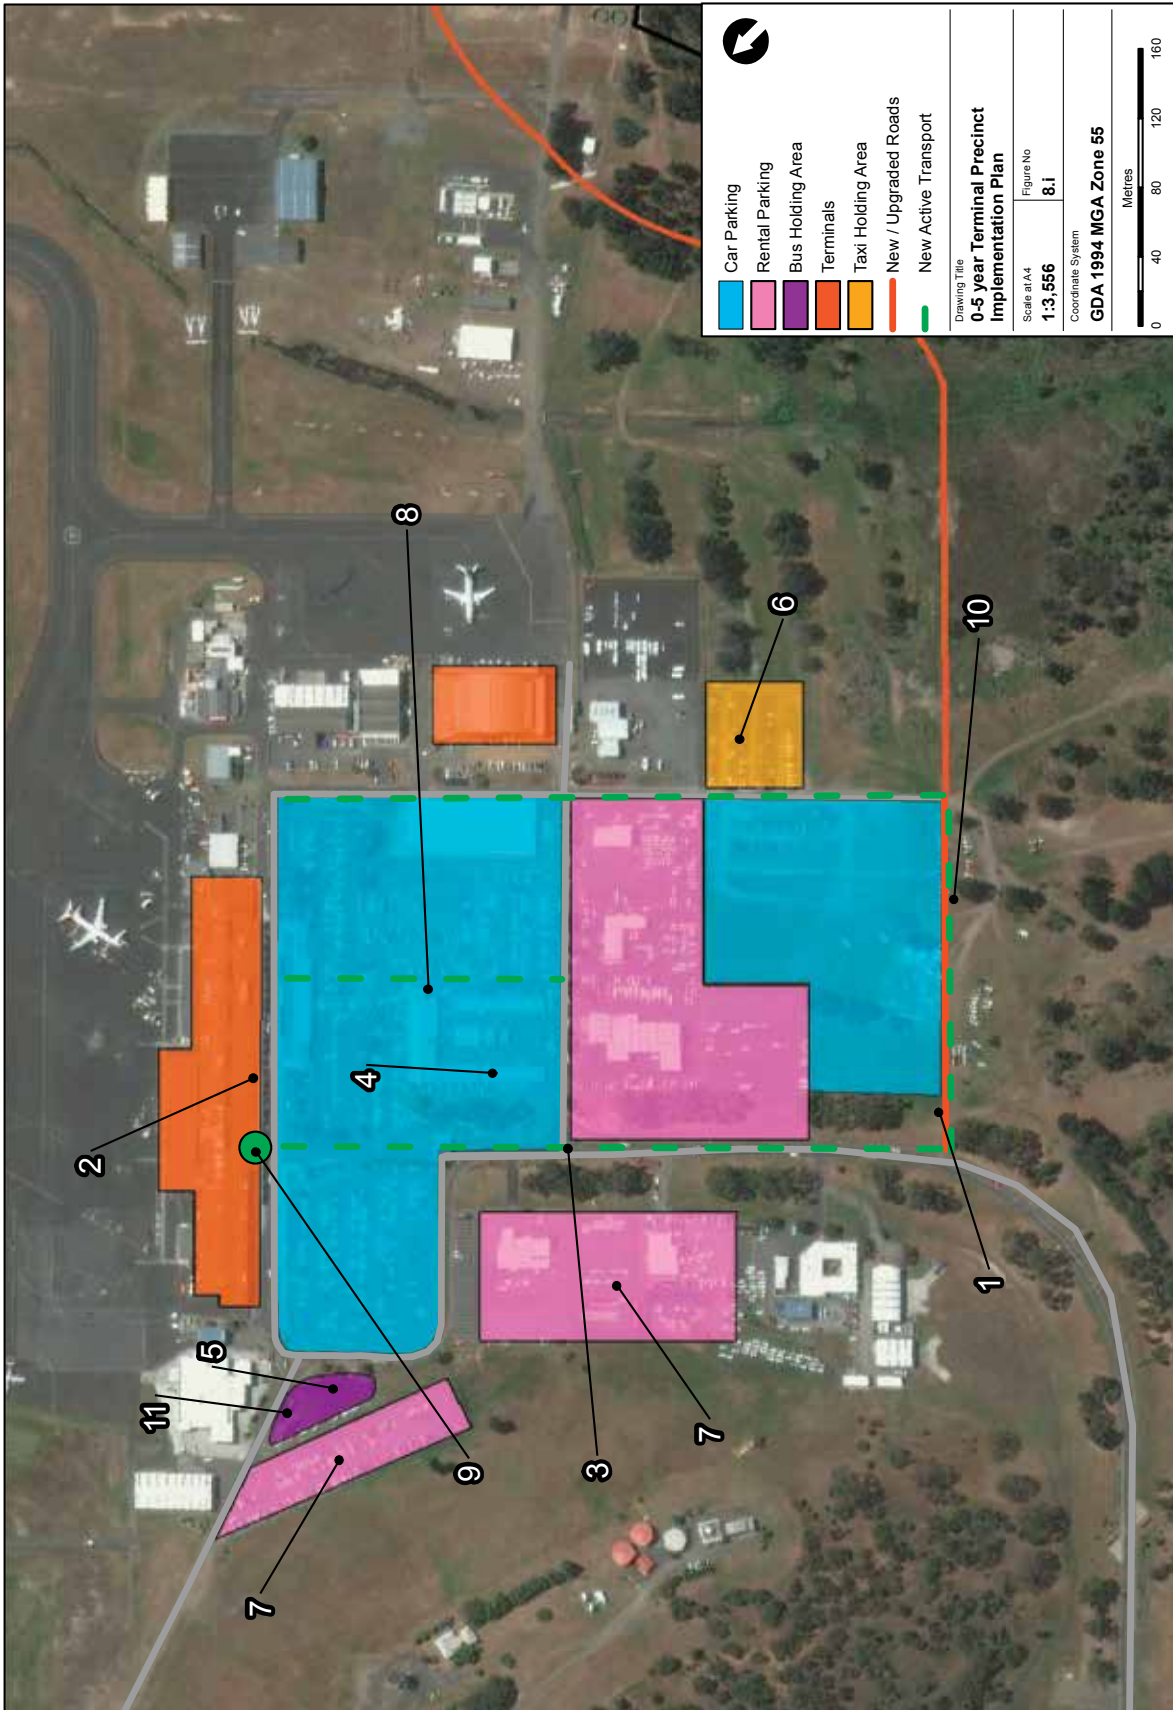 8
6
10
2
4
5
11
9
3
7
7
1
Car Parking
Rental Parking
Bus Holding Area
Terminals
Taxi Holding Area
New / Upgraded Roads
New Active Transport
Drawing Title
0-5 year Terminal Precinct
Implementation Plan
Scale at A4
1:3,556
Figure No
8.i
Coordinate System
GDA 1994 MGA Zone 55
Metres
0 40 80 120 160